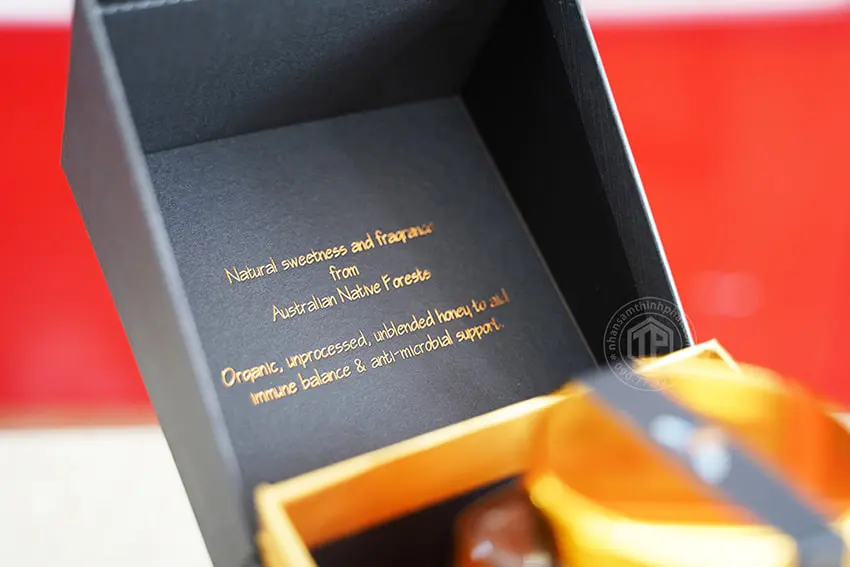 Natural sweetness and fragrance
from
Australian Native Forests
Organic, unprocessed, unblended honey to aid
immune balance & anti-microbial support.